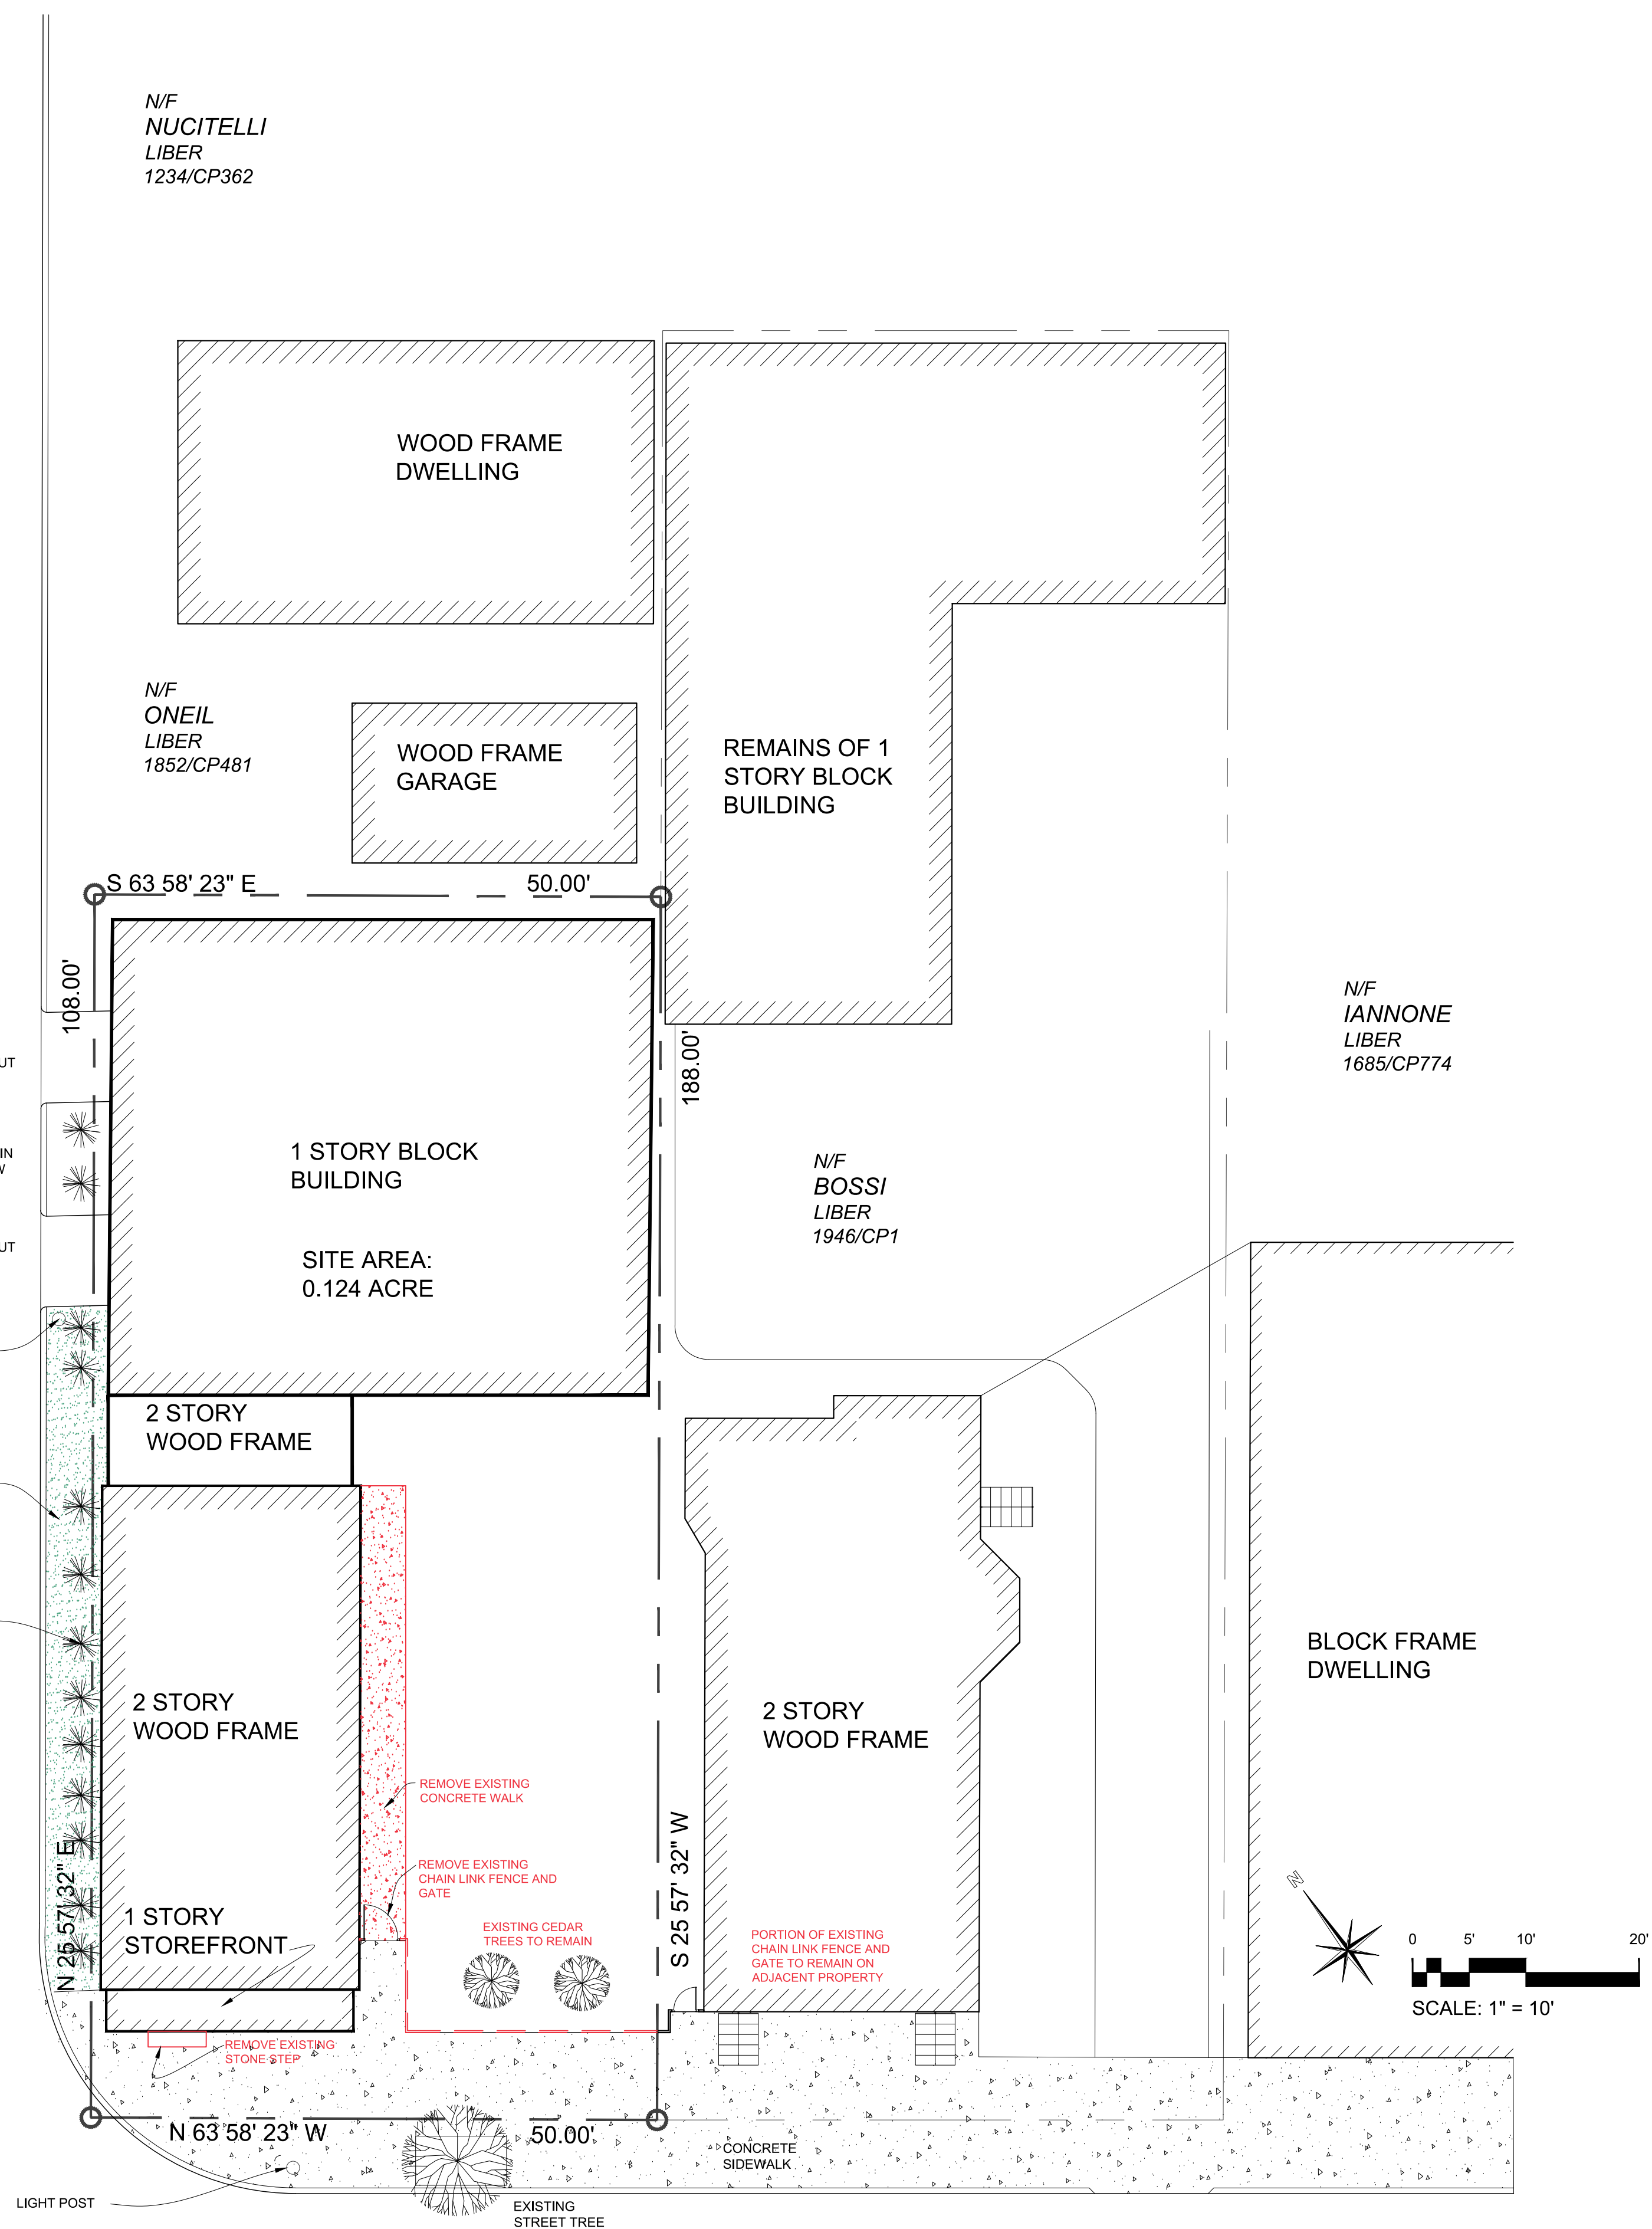 N/F
NUCITELLI
LIBER
1234/CP362
WOOD FRAME
DWELLING
N/F
ONEIL
LIBER
1852/CP481
WOOD FRAME
GARAGE
REMAINS OF 1
STORY BLOCK
BUILDING
S 63 58' 23" E
50.00'
108.00'
188.00'
N/F
IANNONE
LIBER
1685/CP774
UT
IN
W
UT
1 STORY BLOCK
BUILDING
SITE AREA:
0.124 ACRE
N/F
BOSSI
LIBER
1946/CP1
2 STORY
WOOD FRAME
2 STORY
WOOD FRAME
2 STORY
WOOD FRAME
BLOCK FRAME
DWELLING
REMOVE EXISTING
CONCRETE WALK
REMOVE EXISTING
CHAIN LINK FENCE AND
GATE
N 25 57' 32" E
S 25 57' 32" W
1 STORY
STOREFRONT
EXISTING CEDAR
TREES TO REMAIN
PORTION OF EXISTING
CHAIN LINK FENCE AND
GATE TO REMAIN ON
ADJACENT PROPERTY
N
0 5' 10' 20'
SCALE: 1" = 10'
REMOVE EXISTING
STONE STEP
N 63 58' 23" W
50.00'
CONCRETE
SIDEWALK
LIGHT POST
EXISTING
STREET TREE